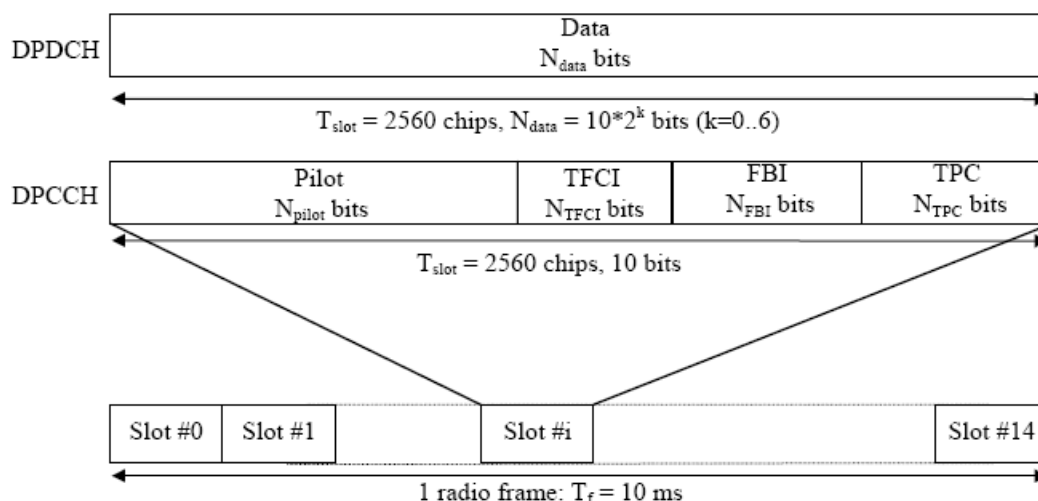 DPDCH
Data
N_data bits
T_slot = 2560 chips, N_data = 10*2^k bits (k=0..6)
DPCCH
Pilot
N_pilot bits
TFCI
N_TFCI bits
FBI
N_FBI bits
TPC
N_TPC bits
T_slot = 2560 chips, 10 bits
Slot #0
Slot #1
Slot #i
Slot #14
1 radio frame: T_f = 10 ms